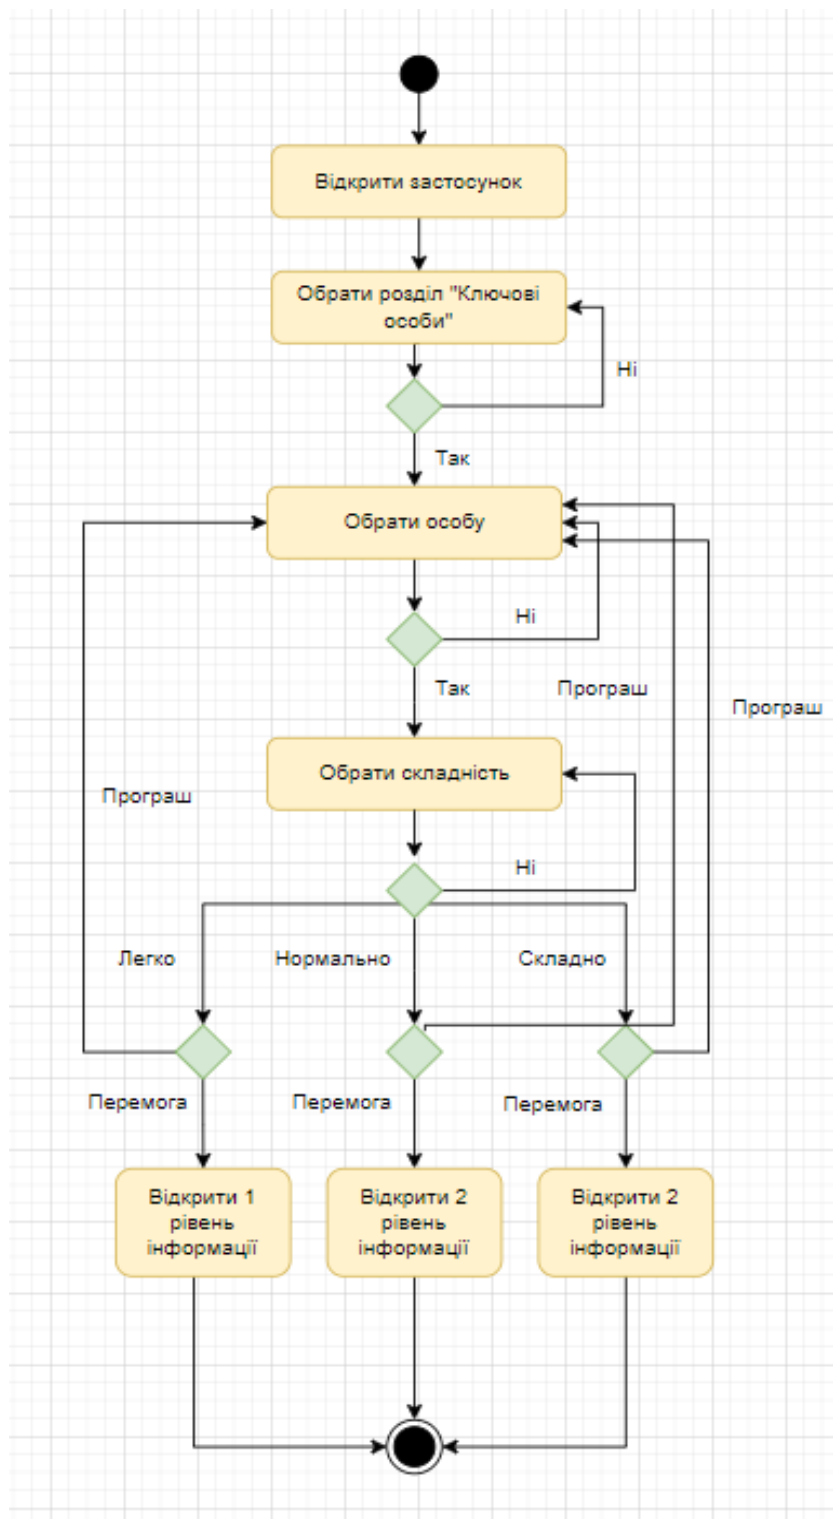 Відкрити застосунок
Обрати розділ "Ключові
особи"
Ні
Так
Обрати особу
Ні
Так
Програш
Програш
Обрати складність
Програш
Ні
Легко
Нормально
Складно
Перемога
Перемога
Перемога
Відкрити 1
рівень
інформації
Відкрити 2
рівень
інформації
Відкрити 2
рівень
інформації